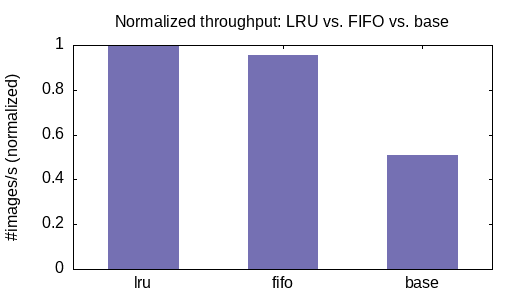 Normalized throughput: LRU vs. FIFO vs. base
#images/s (normalized)
1
0.8
0.6
0.4
0.2
0
lru fifo base